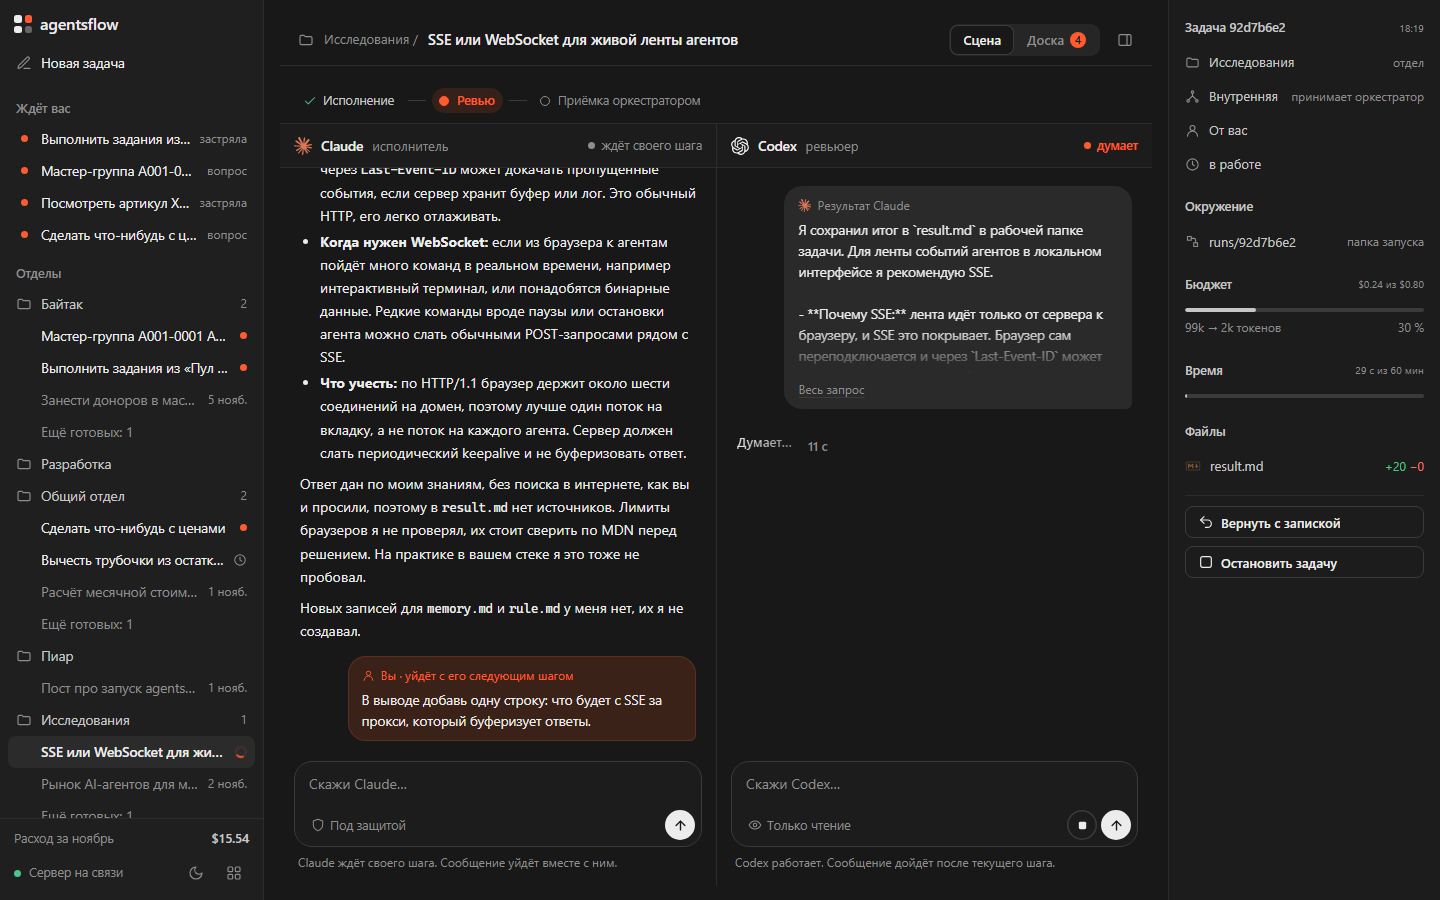 agentsflow
Новая задача
Ждёт вас
Выполнить задания из... застряла
Мастер-группа A001-0... вопрос
Посмотреть артикул X... застряла
Сделать что-нибудь с ц... вопрос
Отделы
Байтак 2
Мастер-группа A001-0001 A...
Выполнить задания из «Пул ...
Занести доноров в мас... 5 нояб.
Ещё готовых: 1
Разработка
Общий отдел 2
Сделать что-нибудь с ценами
Вычесть трубочки из остатк...
Расчёт месячной стоим... 1 нояб.
Ещё готовых: 1
Пиар
Пост про запуск agents... 1 нояб.
Исследования 1
SSE или WebSocket для жи...
Рынок AI-агентов для м... 2 нояб.
Ещё готовых: 1
Расход за ноябрь $15.54
Сервер на связи
Исследования / SSE или WebSocket для живой ленты агентов
Сцена Доска 4
Исполнение Ревью Приёмка оркестратором
Claude исполнитель ждёт своего шага
через Last-Event-ID может докачать пропущенные
события, если сервер хранит буфер или лог. Это обычный
HTTP, его легко отлаживать.
• Когда нужен WebSocket: если из браузера к агентам
пойдёт много команд в реальном времени, например
интерактивный терминал, или понадобятся бинарные
данные. Редкие команды вроде паузы или остановки
агента можно слать обычными POST-запросами рядом с
SSE.
• Что учесть: по HTTP/1.1 браузер держит около шести
соединений на домен, поэтому лучше один поток на
вкладку, а не поток на каждого агента. Сервер должен
слать периодический keepalive и не буферизовать ответ.
Ответ дан по моим знаниям, без поиска в интернете, как вы
и просили, поэтому в result.md нет источников. Лимиты
браузеров я не проверял, их стоит сверить по MDN перед
решением. На практике в вашем стеке я это тоже не
пробовал.
Новых записей для memory.md и rule.md у меня нет, их я не
создавал.
Вы · уйдёт с его следующим шагом
В выводе добавь одну строку: что будет с SSE за
прокси, который буферизует ответы.
Скажи Claude...
Под защитой
Claude ждёт своего шага. Сообщение уйдёт вместе с ним.
Codex ревьюер думает
Результат Claude
Я сохранил итог в `result.md` в рабочей папке
задачи. Для ленты событий агентов в локальном
интерфейсе я рекомендую SSE.
- **Почему SSE:** лента идёт только от сервера к
браузеру, и SSE это покрывает. Браузер сам
переподключается и через `Last-Event-ID` может
Весь запрос
Думает... 11 с
Скажи Codex...
Только чтение
Codex работает. Сообщение дойдёт после текущего шага.
Задача 92d7b6e2 18:19
Исследования отдел
Внутренняя принимает оркестратор
От вас
в работе
Окружение
runs/92d7b6e2 папка запуска
Бюджет $0.24 из $0.80
99k → 2k токенов 30 %
Время 29 с из 60 мин
Файлы
M↓ result.md +20 −0
Вернуть с запиской
Остановить задачу